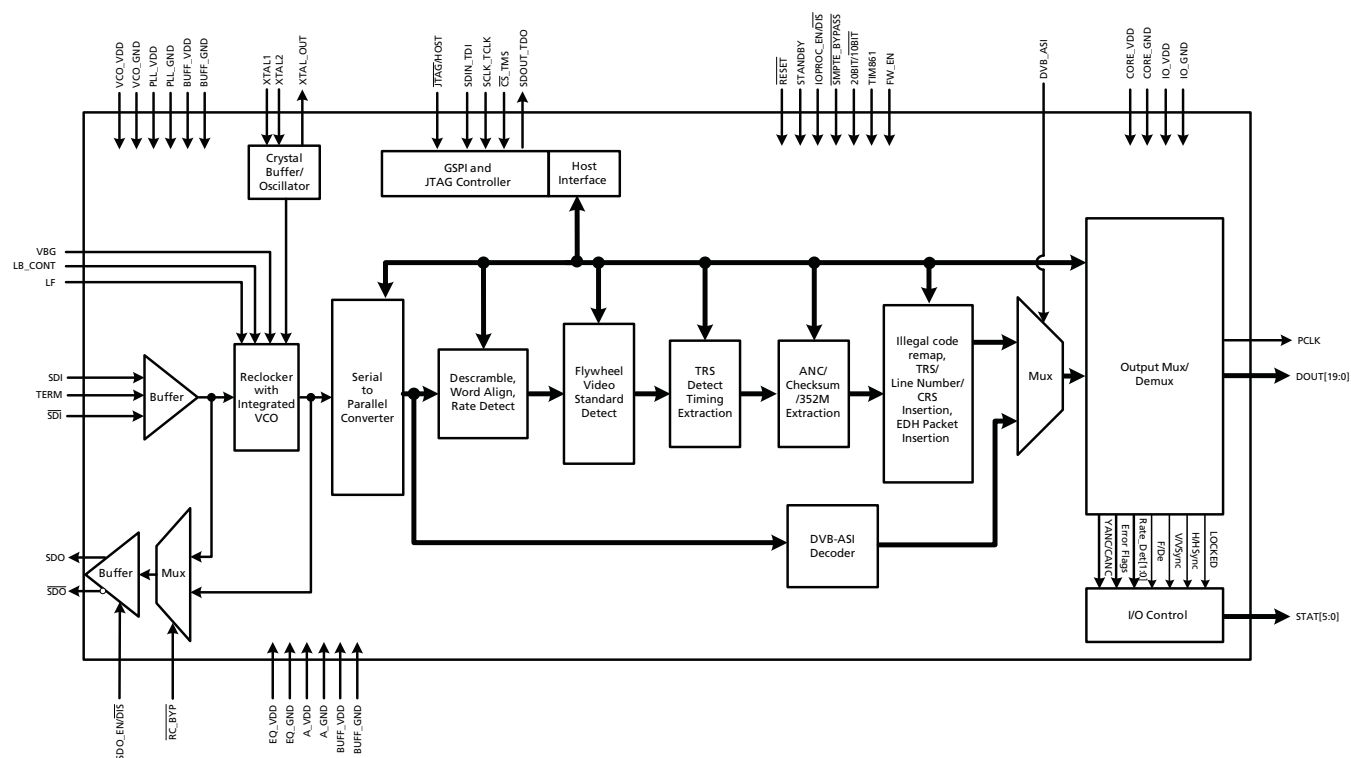 VCO_VDD
VCO_GND
PLL_VDD
PLL_GND
BUFF_VDD
BUFF_GND
XTAL1
XTAL2
XTAL_OUT
JTAG/HOST
SDIN_TDI
SCLK_TCLK
CS_TMS
SDOUT_TDO
RESET
STANDBY
IOPROC_EN/DIS
SMPTE_BYPASS
20BIT/10BIT
TIM861
FW_EN
DVB_ASI
CORE_VDD
CORE_GND
IO_VDD
IO_GND
Crystal
Buffer/
Oscillator
GSPI and
JTAG Controller
Host
Interface
VBG
LB_CONT
LF
SDI
TERM
SDI
Buffer
Reclocker
with
Integrated
VCO
Serial
to
Parallel
Converter
Descramble,
Word Align,
Rate Detect
Flywheel
Video
Standard
Detect
TRS
Detect
Timing
Extraction
ANC/
Checksum
/352M
Extraction
Illegal code
remap,
TRS/
Line Number/
CRS
Insertion,
EDH Packet
Insertion
Mux
Output Mux/
Demux
PCLK
DOUT[19:0]
DVB-ASI
Decoder
YANC/CANC
Error Flags
Rate_Det[1:0]
F/De
V/VSync
H/HSync
LOCKED
I/O Control
STAT[5:0]
SDO
SDO
Buffer
Mux
SDO_EN/DIS
RC_BYP
EQ_VDD
EQ_GND
A_VDD
A_GND
BUFF_VDD
BUFF_GND